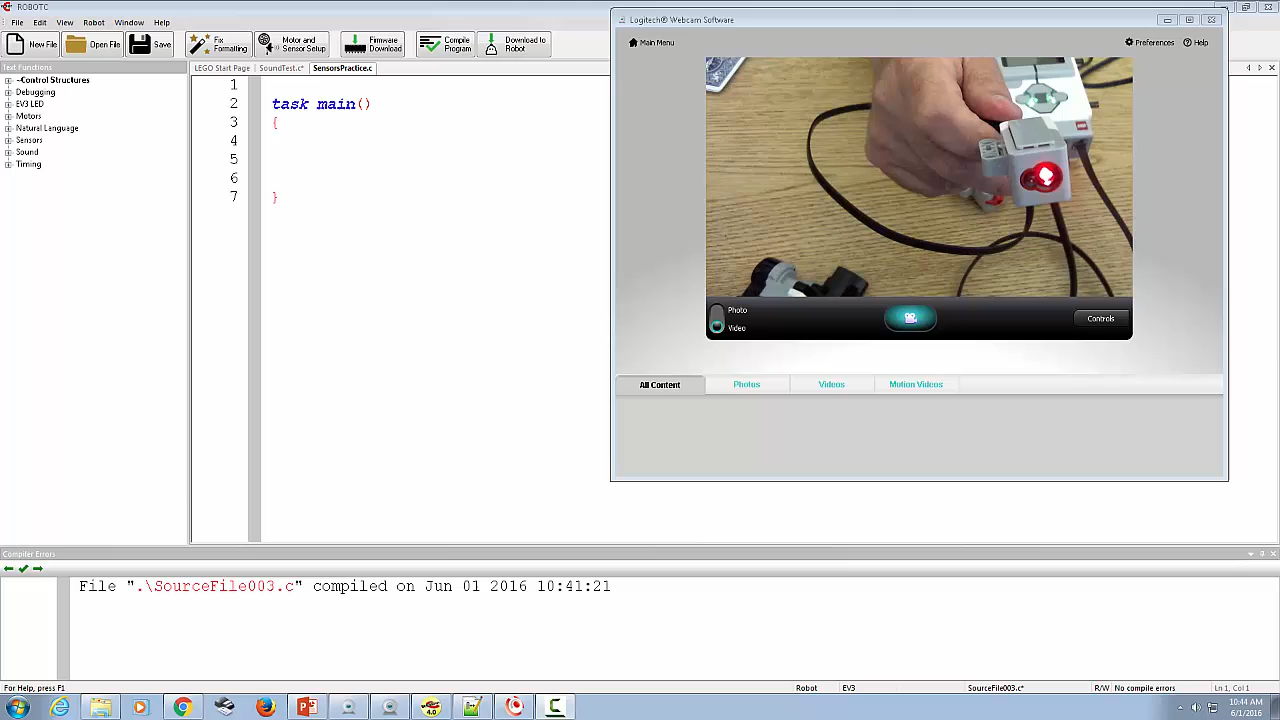 ROBOTC
File Edit View Robot Window Help
New File Open File Save Fix Formatting Motor and Sensor Setup Firmware Download Compile Program Download to Robot
Text Functions
-Control Structures
Debugging
EV3 LED
Motors
Natural Language
Sensors
Sound
Timing
LEGO Start Page SoundTest.c* SensorsPractice.c
1
2 task main()
3 {
4
5
6
7 }
Logitech® Webcam Software
Main Menu Preferences Help
Photo
Video
Controls
All Content Photos Videos Motion Videos
Compiler Errors
File ".\SourceFile003.c" compiled on Jun 01 2016 10:41:21
For Help, press F1 Robot EV3 SourceFile003.c* R/W No compile errors Ln 1, Col 1
4.0
10:44 AM
6/1/2016